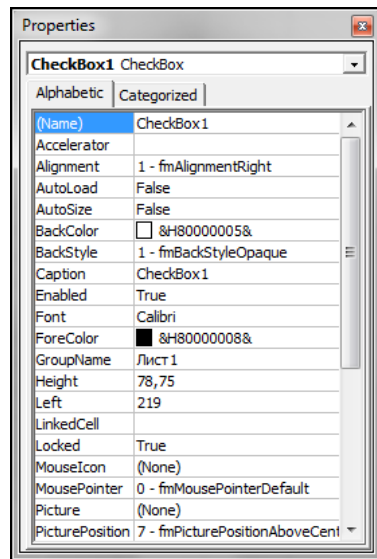 Properties
CheckBox1 CheckBox
Alphabetic Categorized
(Name) CheckBox1
Accelerator
Alignment 1 - fmAlignmentRight
AutoLoad False
AutoSize False
BackColor &H80000005&
BackStyle 1 - fmBackStyleOpaque
Caption CheckBox1
Enabled True
Font Calibri
ForeColor &H80000008&
GroupName Лист1
Height 78,75
Left 219
LinkedCell
Locked True
MouseIcon (None)
MousePointer 0 - fmMousePointerDefault
Picture (None)
PicturePosition 7 - fmPicturePositionAboveCent